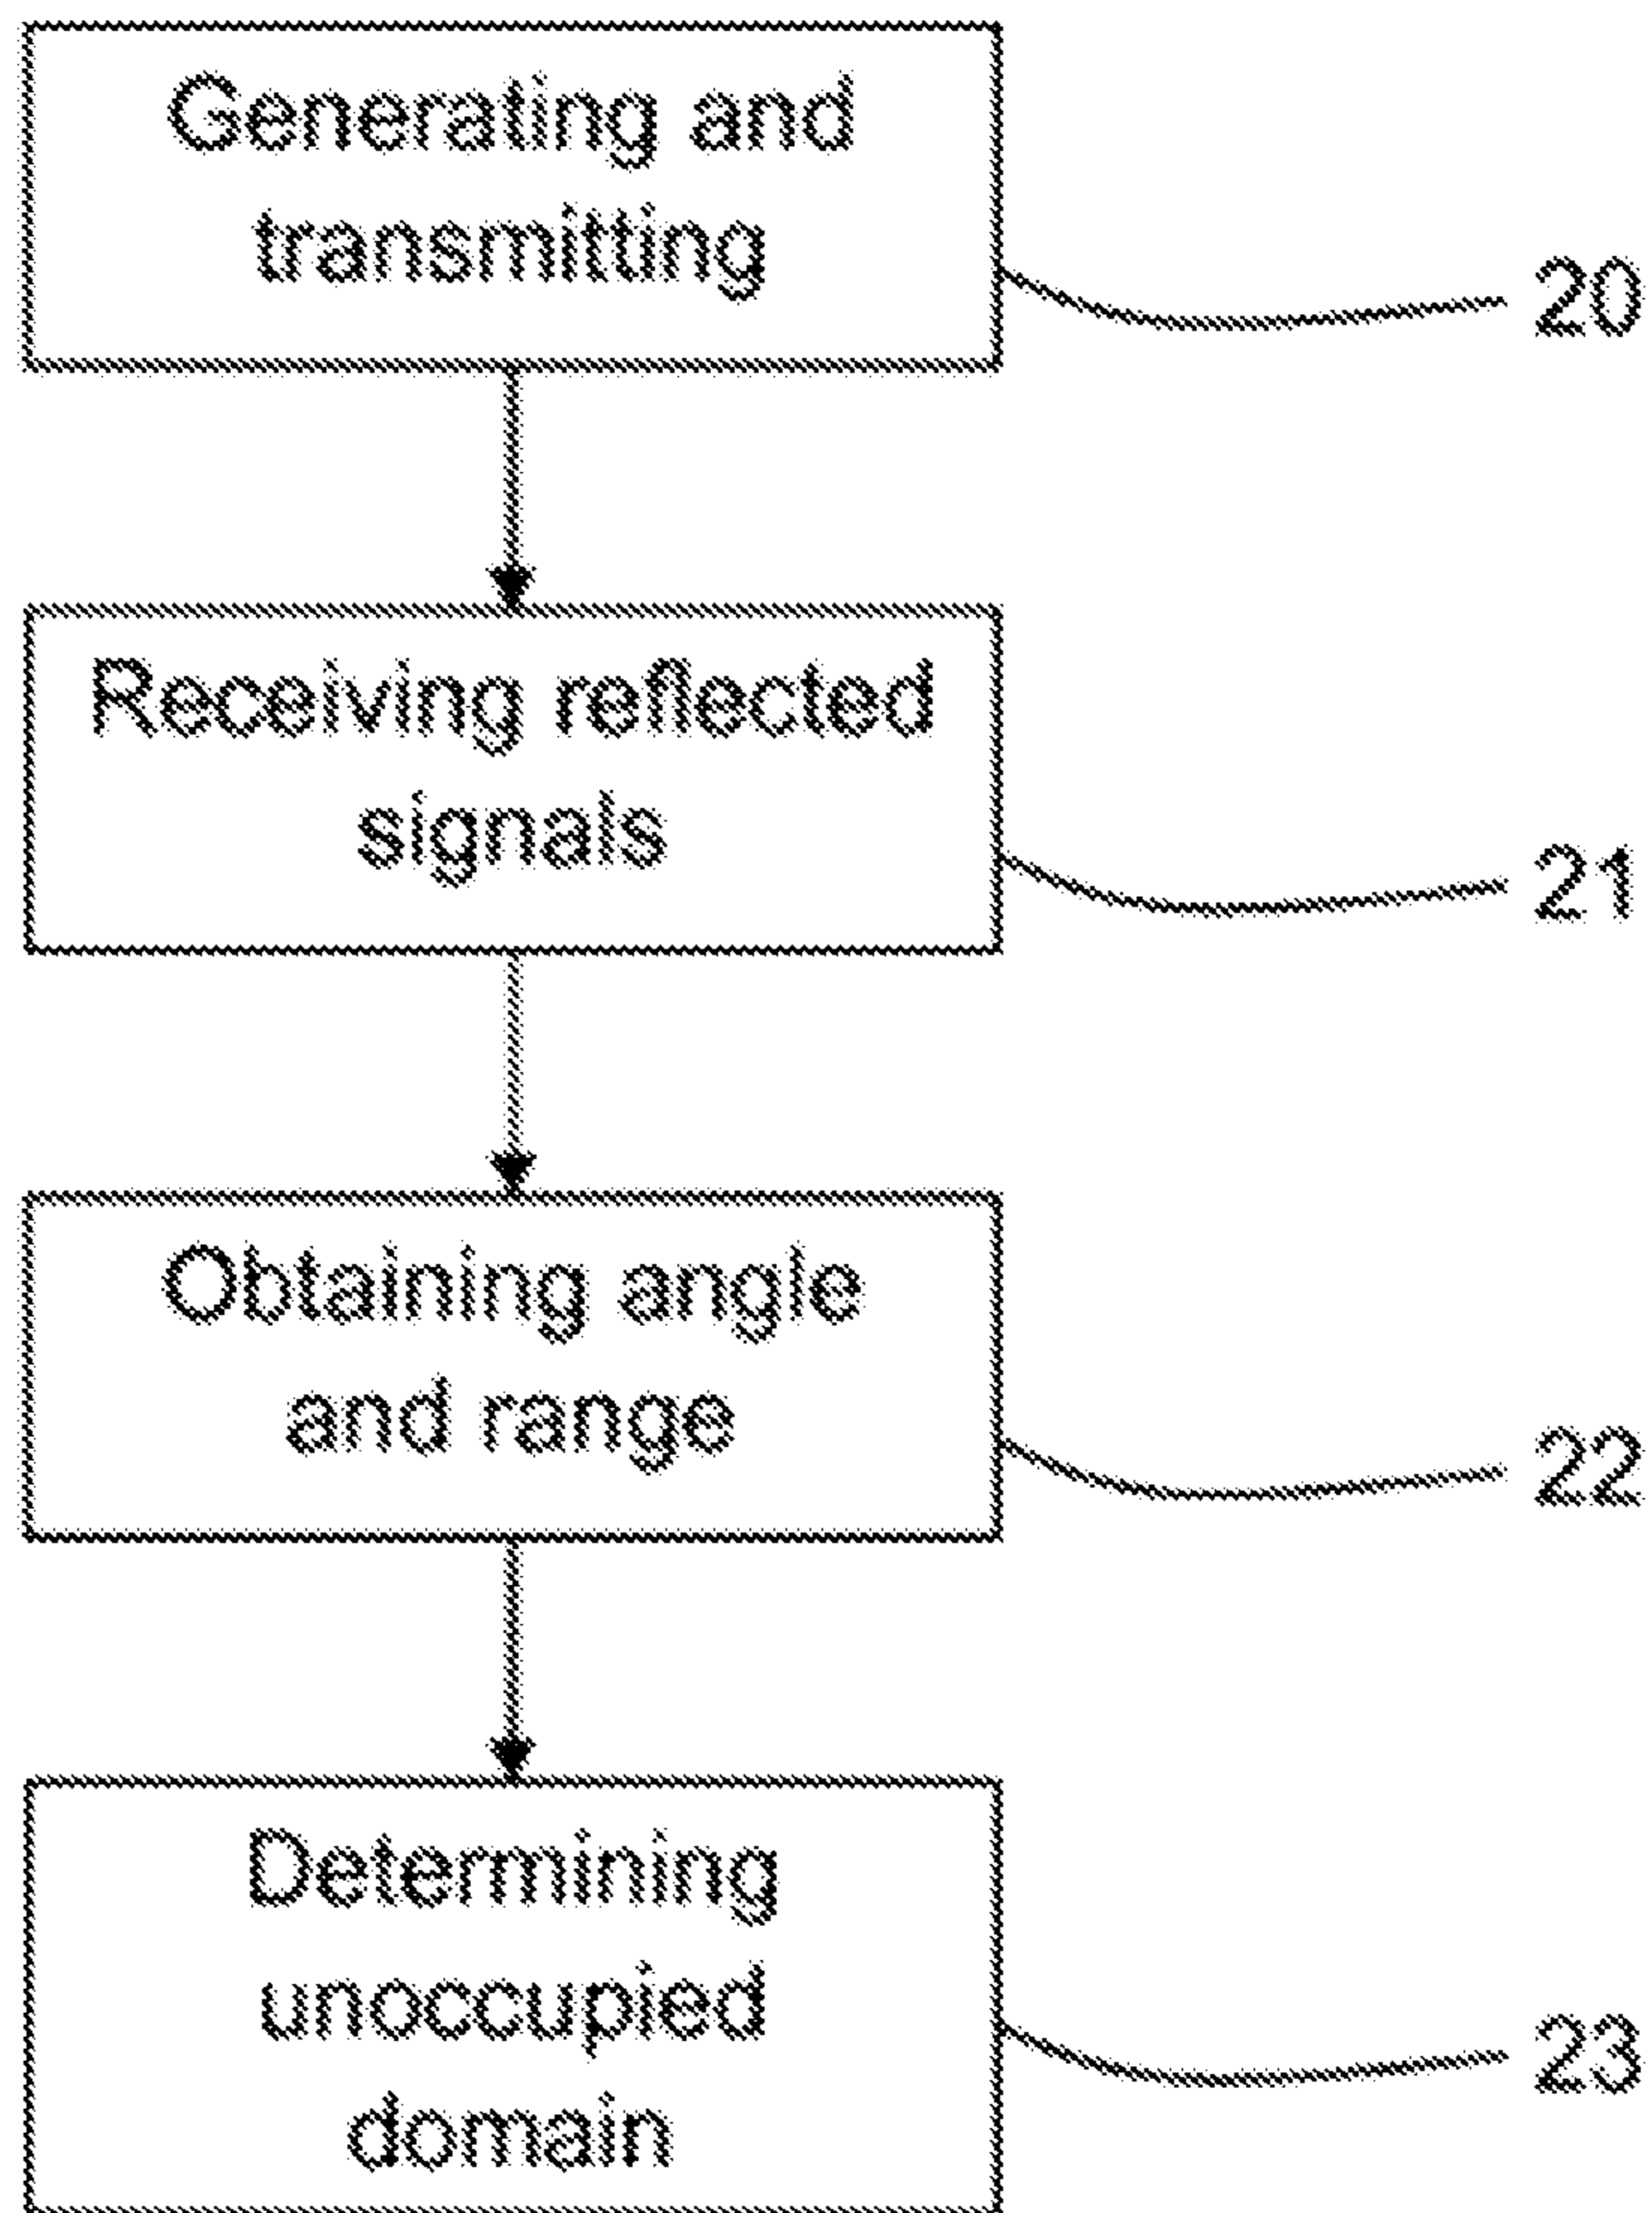 Generating and
transmitting
20
Receiving reflected
signals
21
Obtaining angle
and range
22
Determining
unoccupied
domain
23